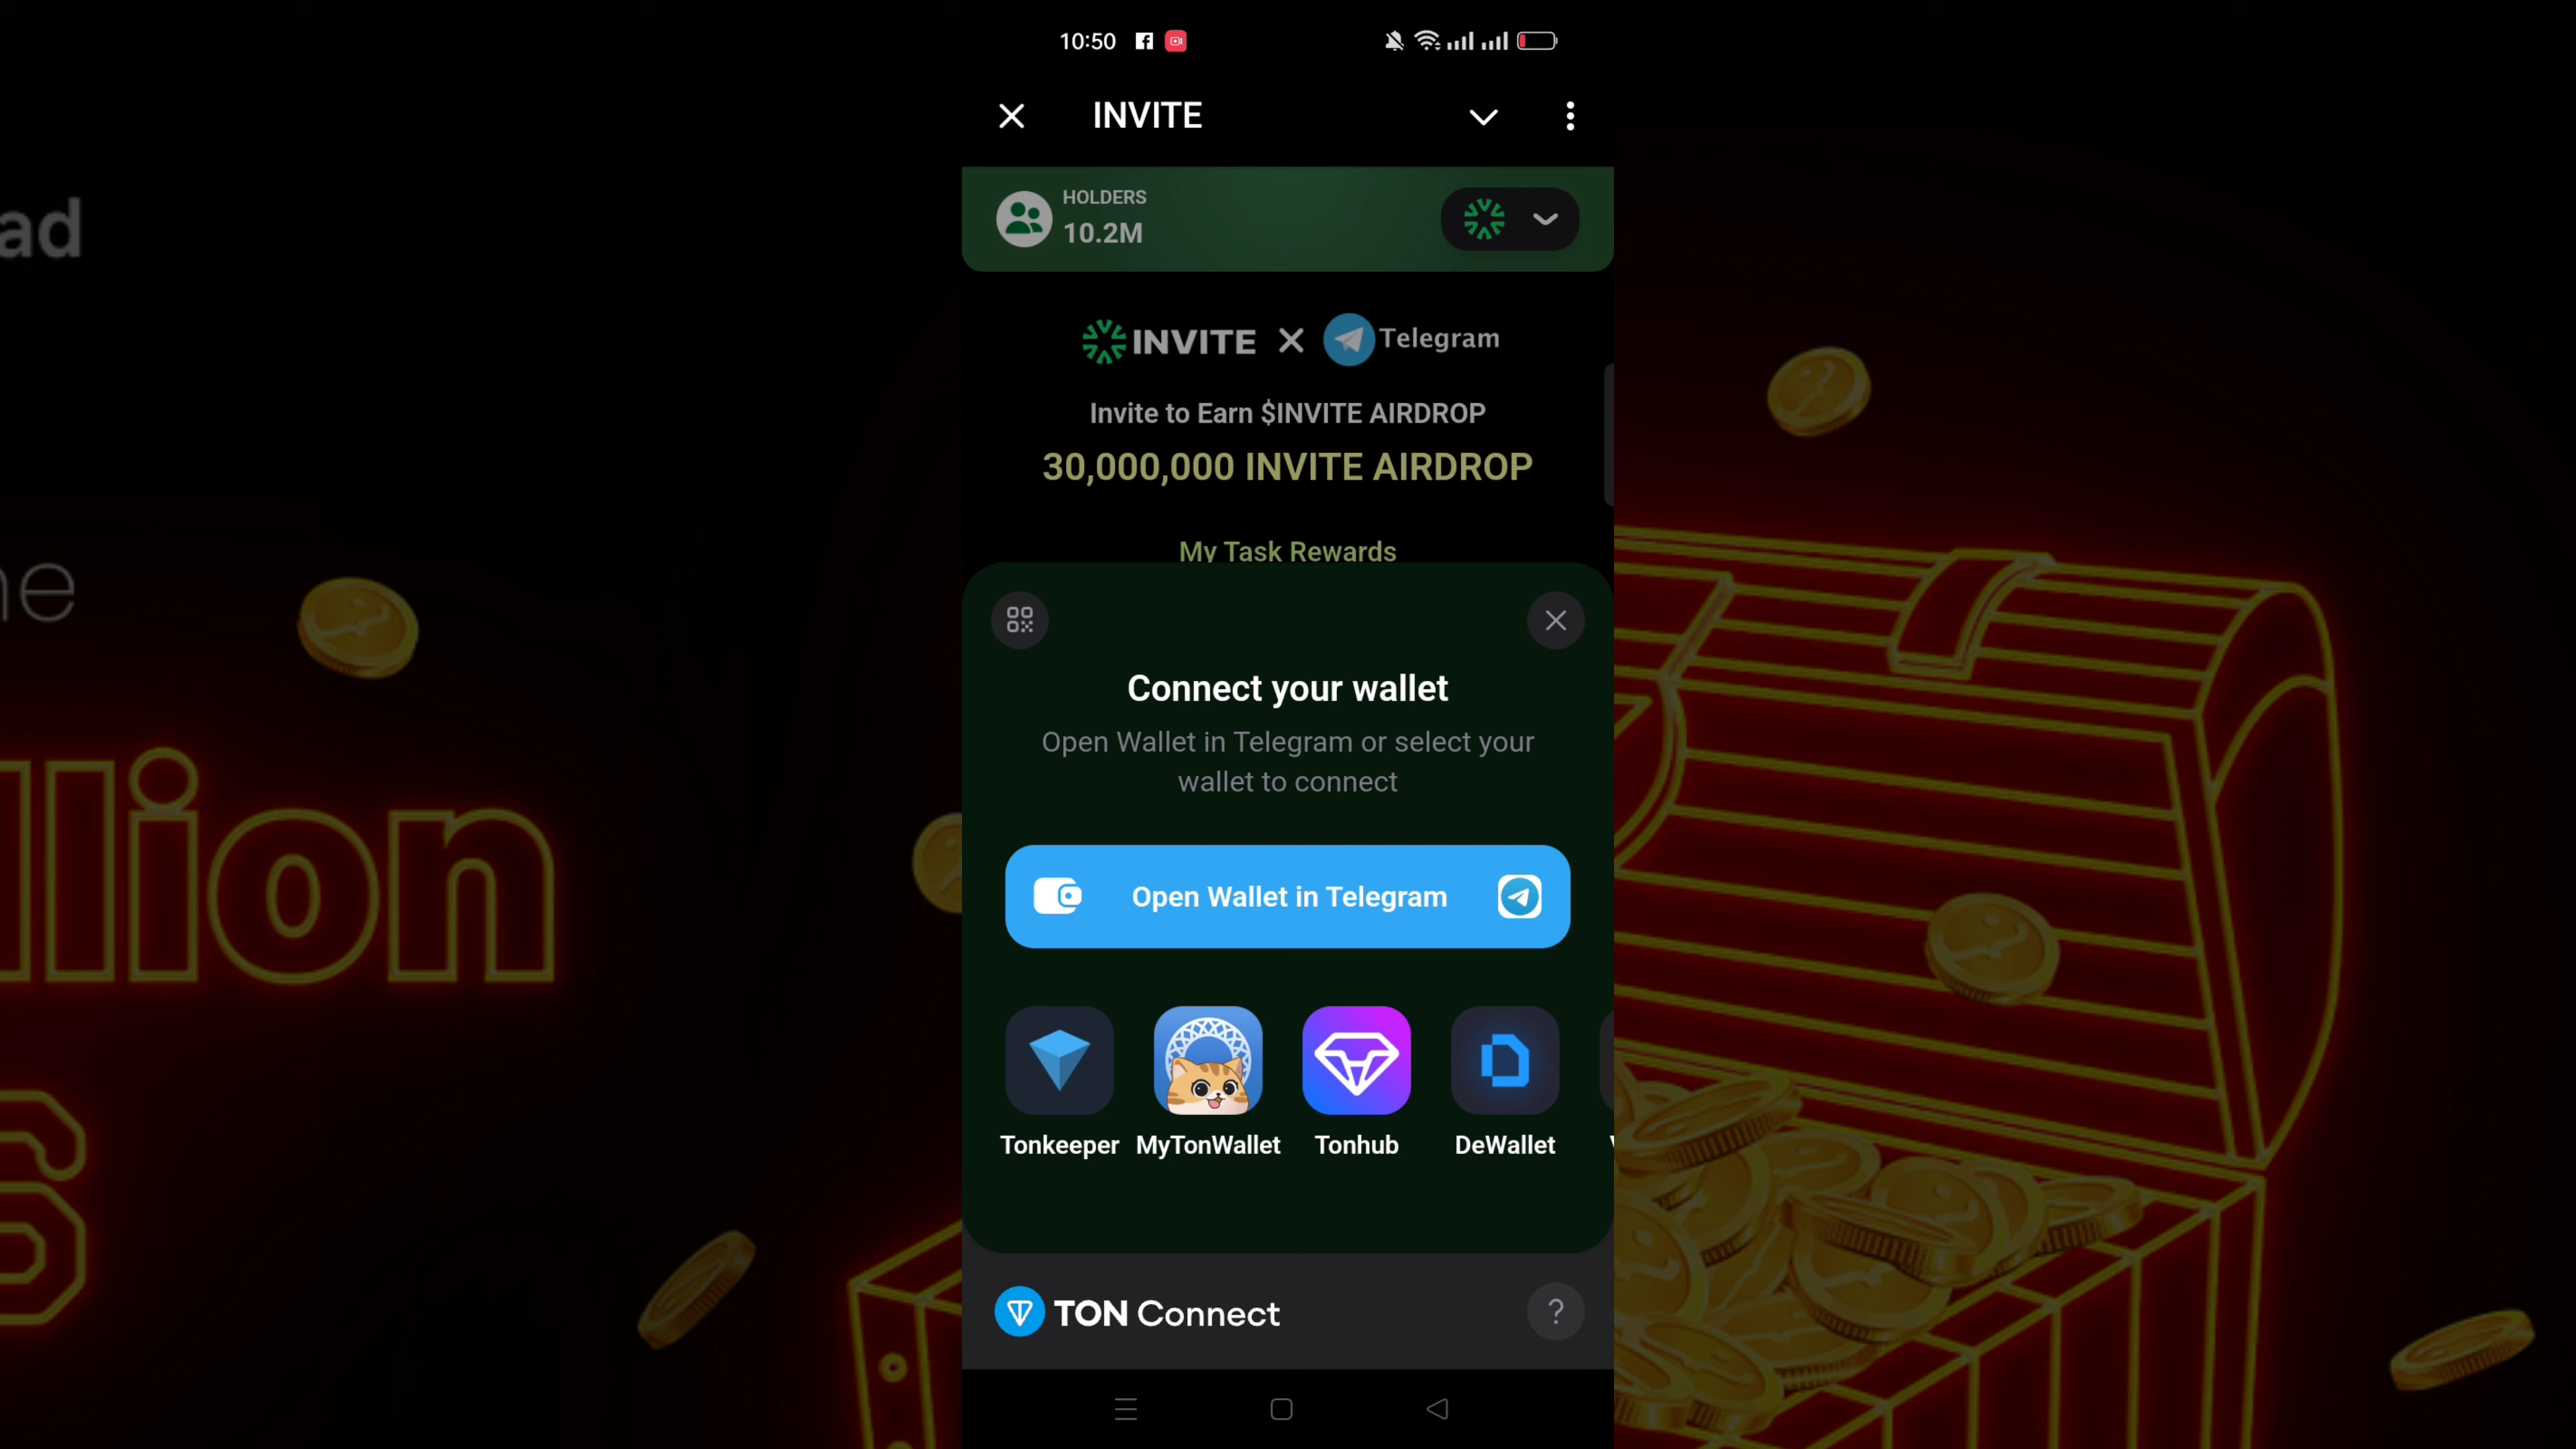 10:50
INVITE
HOLDERS
10.2M
INVITE X Telegram
Invite to Earn $INVITE AIRDROP
30,000,000 INVITE AIRDROP
My Task Rewards
Connect your wallet
Open Wallet in Telegram or select your
wallet to connect
Open Wallet in Telegram
Tonkeeper MyTonWallet Tonhub DeWallet
TON Connect
?
ad
llion